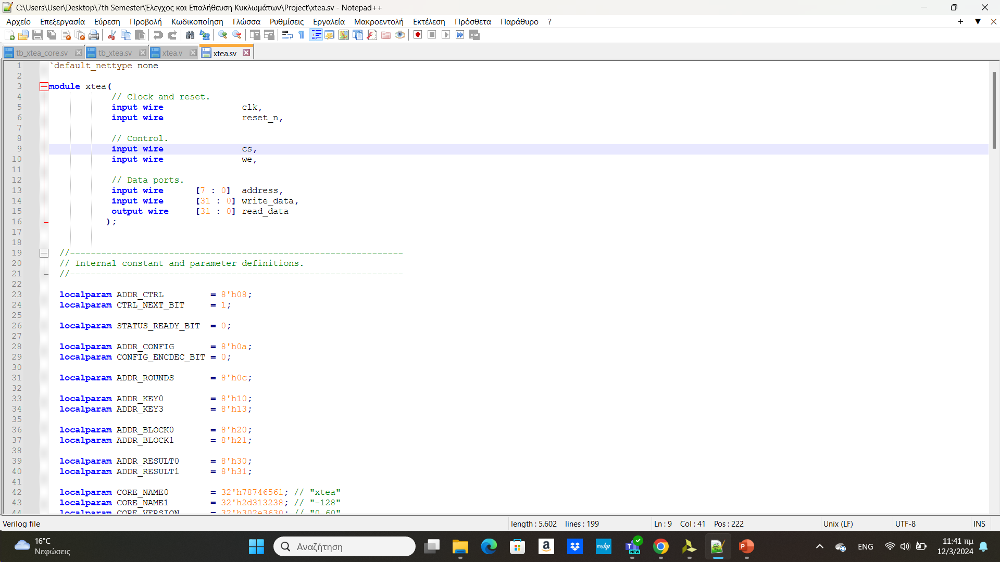 C:\Users\User\Desktop\7th Semester\Έλεγχος και Επαλήθευση Κυκλωμάτων\Project\xtea.sv - Notepad++
Αρχείο Επεξεργασία Εύρεση Προβολή Κωδικοποίηση Γλώσσα Ρυθμίσεις Εργαλεία Μακροεντολή Εκτέλεση Πρόσθετα Παράθυρο ?
tb_xtea_core.sv tb_xtea.sv xtea.v xtea.sv
1 `default_nettype none
2
3 module xtea(
4 // Clock and reset.
5 input wire clk,
6 input wire reset_n,
7
8 // Control.
9 input wire cs,
10 input wire we,
11
12 // Data ports.
13 input wire [7 : 0] address,
14 input wire [31 : 0] write_data,
15 output wire [31 : 0] read_data
16 );
17
18
19 //----------------------------------------------------------------
20 // Internal constant and parameter definitions.
21 //----------------------------------------------------------------
22
23 localparam ADDR_CTRL = 8'h08;
24 localparam CTRL_NEXT_BIT = 1;
25
26 localparam STATUS_READY_BIT = 0;
27
28 localparam ADDR_CONFIG = 8'h0a;
29 localparam CONFIG_ENCDEC_BIT = 0;
30
31 localparam ADDR_ROUNDS = 8'h0c;
32
33 localparam ADDR_KEY0 = 8'h10;
34 localparam ADDR_KEY3 = 8'h13;
35
36 localparam ADDR_BLOCK0 = 8'h20;
37 localparam ADDR_BLOCK1 = 8'h21;
38
39 localparam ADDR_RESULT0 = 8'h30;
40 localparam ADDR_RESULT1 = 8'h31;
41
42 localparam CORE_NAME0 = 32'h78746561; // "xtea"
43 localparam CORE_NAME1 = 32'h2d313238; // "-128"
44 localparam CORE_VERSION = 32'h302e3630; // "0.60"
Verilog file length : 5.602 lines : 199 Ln : 9 Col : 41 Pos : 222 Unix (LF) UTF-8 INS
16°C
Νεφώσεις
Αναζήτηση
ENG
11:41 πμ
12/3/2024